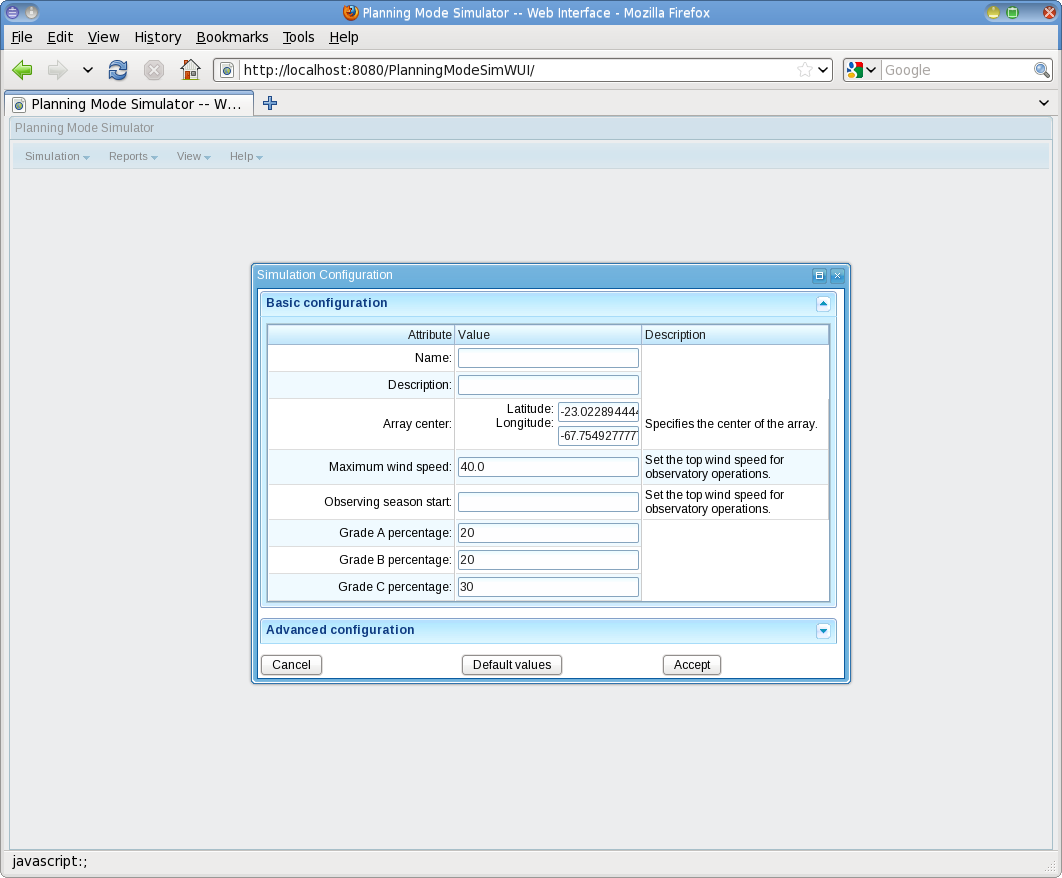 Planning Mode Simulator -- Web Interface - Mozilla Firefox
File Edit View History Bookmarks Tools Help
http://localhost:8080/PlanningModeSimWUI/ Google
Planning Mode Simulator -- W...
Planning Mode Simulator
Simulation Reports View Help
Simulation Configuration
Basic configuration
Attribute Value Description
Name:
Description:
Latitude: -23.022894444
Longitude: -67.754927777
Array center: Specifies the center of the array.
Maximum wind speed: 40.0 Set the top wind speed for
observatory operations.
Observing season start: Set the top wind speed for
observatory operations.
Grade A percentage: 20
Grade B percentage: 20
Grade C percentage: 30
Advanced configuration
Cancel Default values Accept
javascript:;